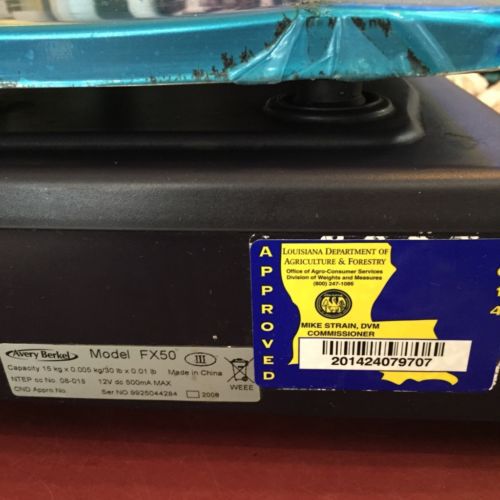 APPROVED
LOUISIANA DEPARTMENT OF
AGRICULTURE & FORESTRY
Office of Agro-Consumer Services
Division of Weights and Measures
(800) 247-1086
MIKE STRAIN, DVM
COMMISSIONER
201424079707
Avery Berkel Model FX50 III
Capacity 15 kg x 0.005 kg/30 lb x 0.01 lb Made in China
NTEP cc No. 08-019 12V dc 500mA MAX WEEE
CND Appro No. Ser NO 9925044284 2008